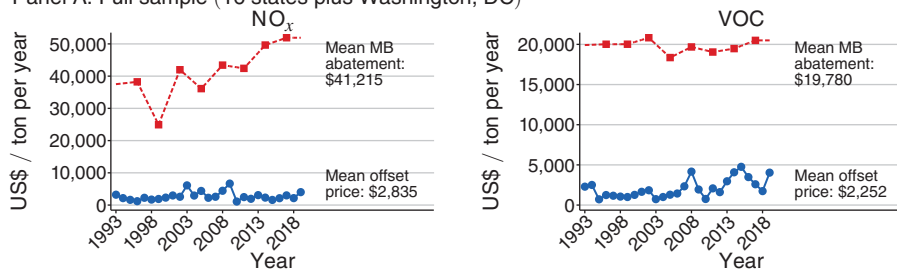 Panel A. Full sample (16 states plus Washington, DC)
NOx
US$ / ton per year
50,000
40,000
30,000
20,000
10,000
0
Mean MB
abatement:
$41,215
Mean offset
price: $2,835
1993
1998
2003
2008
2013
2018
Year
VOC
US$ / ton per year
20,000
15,000
10,000
5,000
0
Mean MB
abatement:
$19,780
Mean offset
price: $2,252
1993
1998
2003
2008
2013
2018
Year